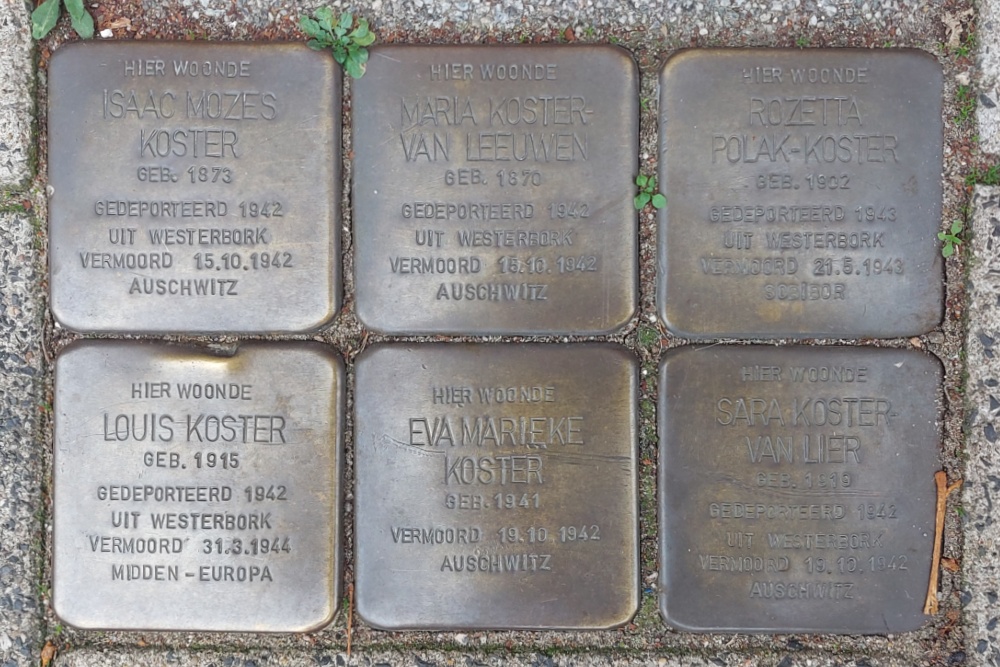 HIER WOONDE
ISAAC MOZES
KOSTER
GEB. 1873
GEDEPORTEERD 1942
UIT WESTERBORK
VERMOORD 15.10.1942
AUSCHWITZ
HIER WOONDE
MARIA KOSTER-
VAN LEEUWEN
GEB. 1870
GEDEPORTEERD 1942
UIT WESTERBORK
VERMOORD 15.10.1942
AUSCHWITZ
HIER WOONDE
ROZETTA
POLAK-KOSTER
GEB. 1902
GEDEPORTEERD 1943
UIT WESTERBORK
VERMOORD 21.5.1943
SOBIBOR
HIER WOONDE
LOUIS KOSTER
GEB. 1915
GEDEPORTEERD 1942
UIT WESTERBORK
VERMOORD 31.3.1944
MIDDEN-EUROPA
HIER WOONDE
EVA MARIEKE
KOSTER
GEB. 1941
VERMOORD 19.10.1942
AUSCHWITZ
HIER WOONDE
SARA KOSTER-
VAN LIER
GEB. 1919
GEDEPORTEERD 1942
UIT WESTERBORK
VERMOORD 19.10.1942
AUSCHWITZ